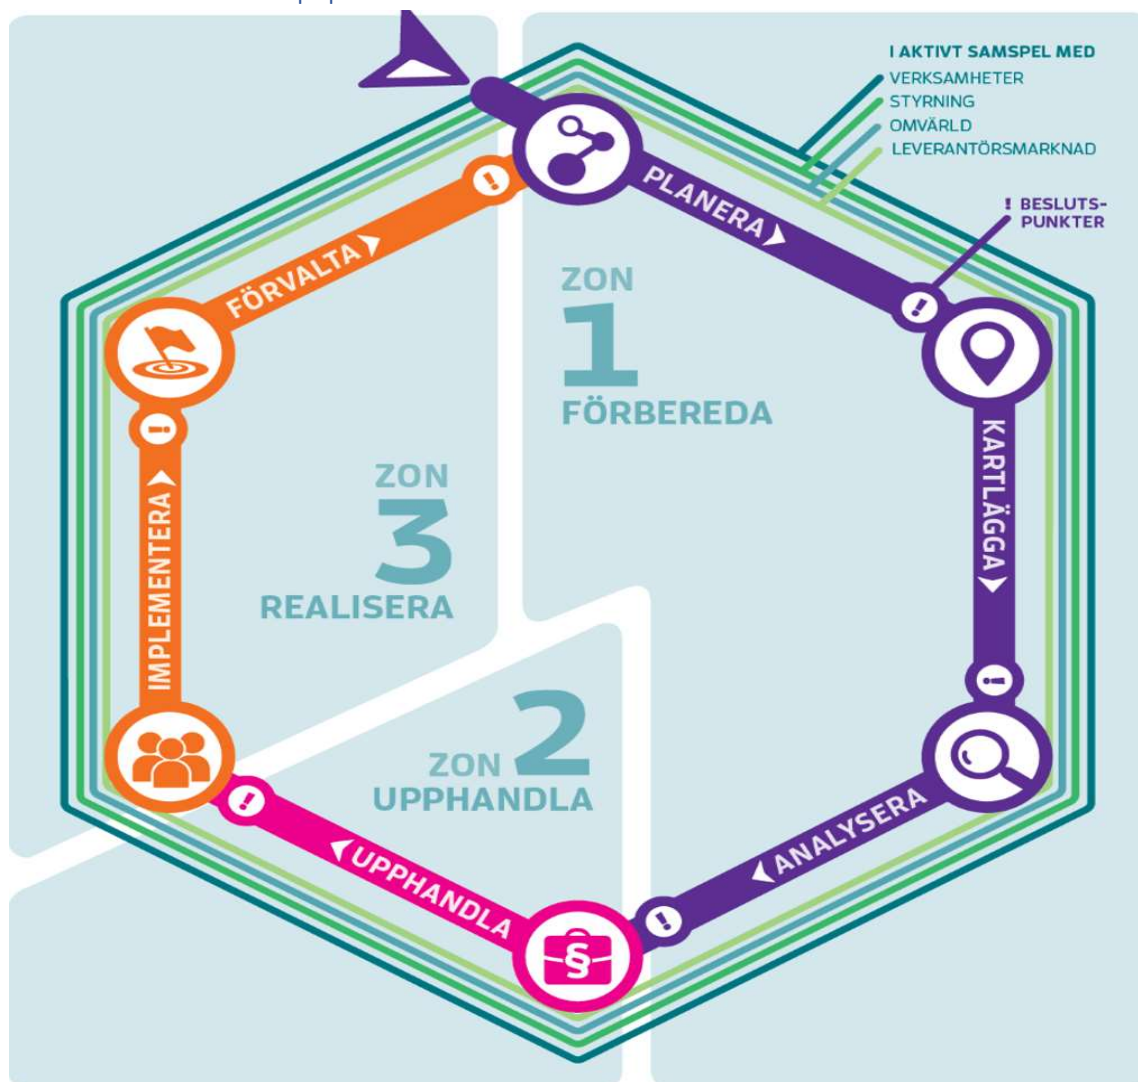 I AKTIVT SAMSPEL MED
VERKSAMHETER
STYRNING
OMVÄRLD
LEVERANTÖRSMARKNAD
! BESLUTS-
PUNKTER
PLANERA
!
KARTLÄGGA
!
ANALYSERA
!
§
UPPHANDLA
!
IMPLEMENTERA
!
FÖRVALTA
!
ZON
1
FÖRBEREDA
ZON
3
REALISERA
ZON 2
UPPHANDLA